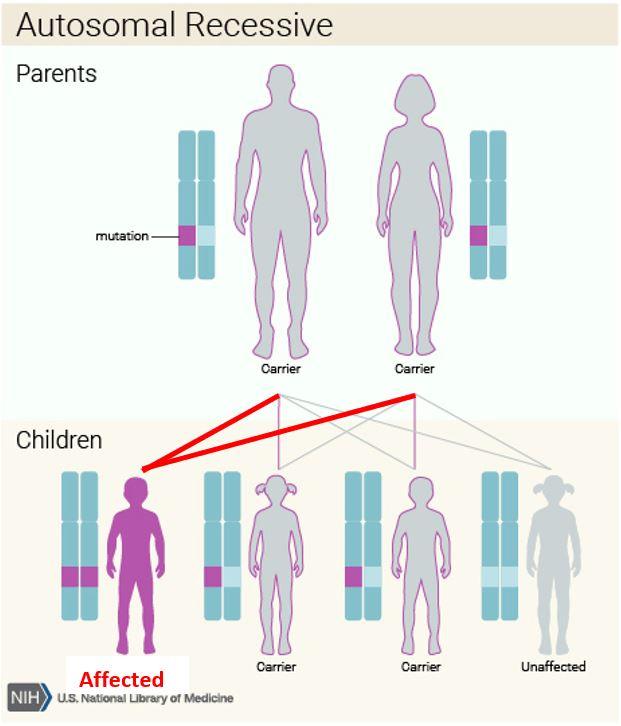 Autosomal Recessive
Parents
mutation
Carrier Carrier
Children
Affected Carrier Carrier Unaffected
NIH U.S. National Library of Medicine